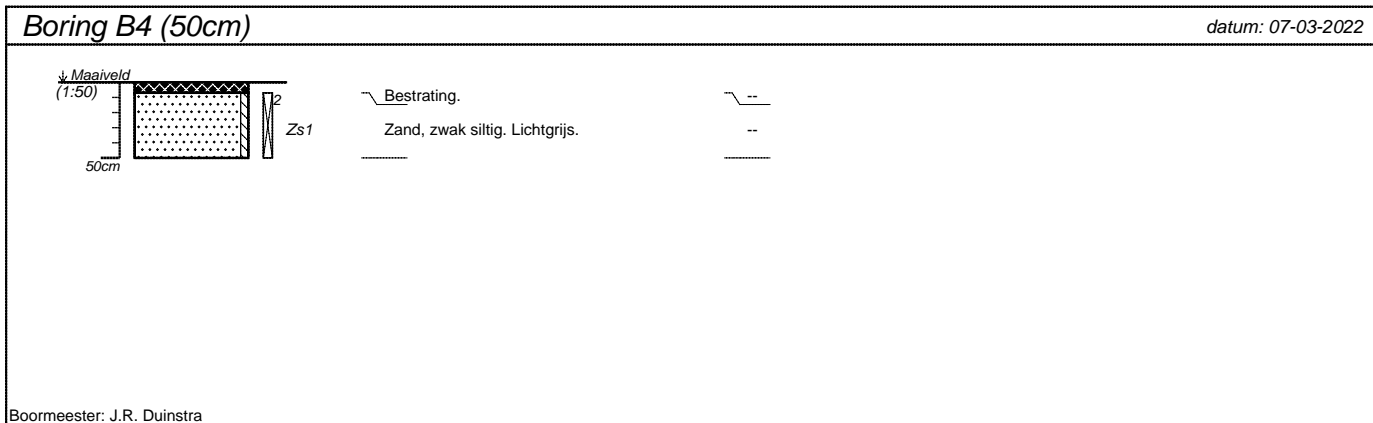 Boring B4 (50cm)
datum: 07-03-2022
Maaiveld
(1:50)
2
Bestrating.
--
Zs1
Zand, zwak siltig. Lichtgrijs.
--
50cm
Boormeester: J.R. Duinstra